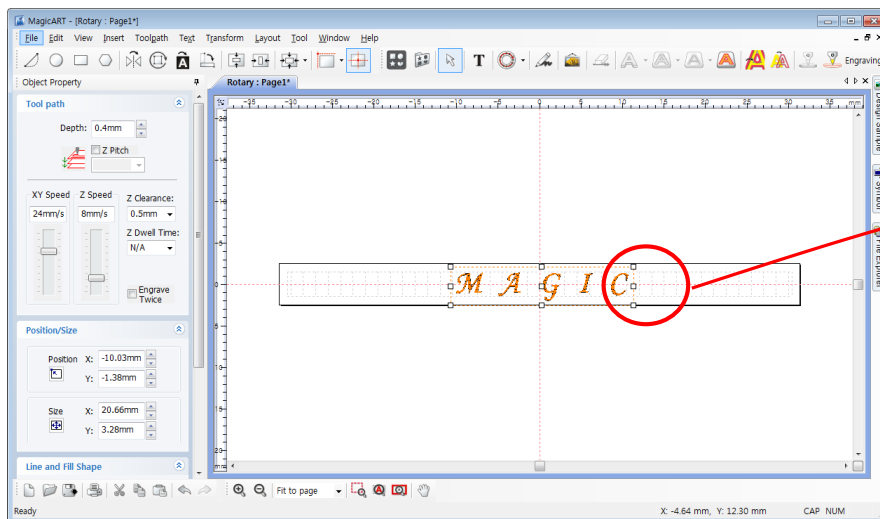 MagicART - [Rotary : Page1*]
File Edit View Insert Toolpath Text Transform Layout Tool Window Help
Engraving
Object Property
Rotary : Page1*
Tool path
Depth: 0.4mm
Z Pitch
XY Speed Z Speed Z Clearance:
24mm/s 8mm/s 0.5mm
Z Dwell Time:
N/A
Engrave
Twice
Position/Size
Position X: -10.03mm
Y: -1.38mm
Size X: 20.66mm
Y: 3.28mm
Line and Fill Shape
mm
M A G I C
Design Sample
Symbol
File Explorer
Fit to page
Ready
X: -4.64 mm, Y: 12.30 mm CAP NUM